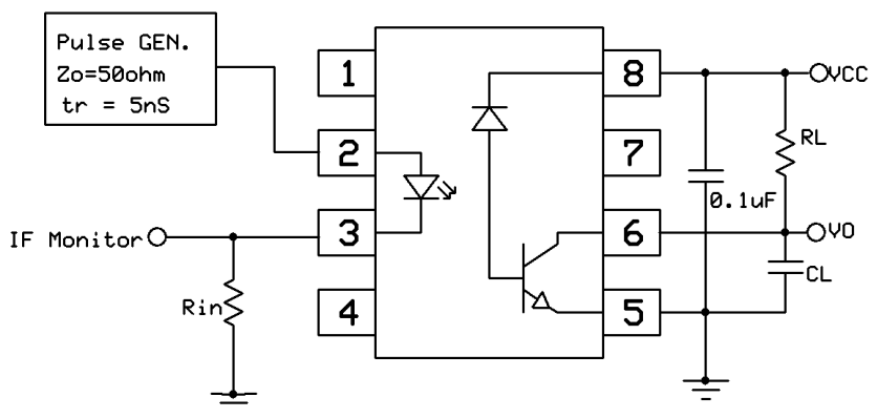 Pulse GEN.
Zo=50ohm
tr = 5nS
1
2
3
4
8
7
6
5
VCC
RL
0.1uF
VO
CL
IF Monitor
Rin